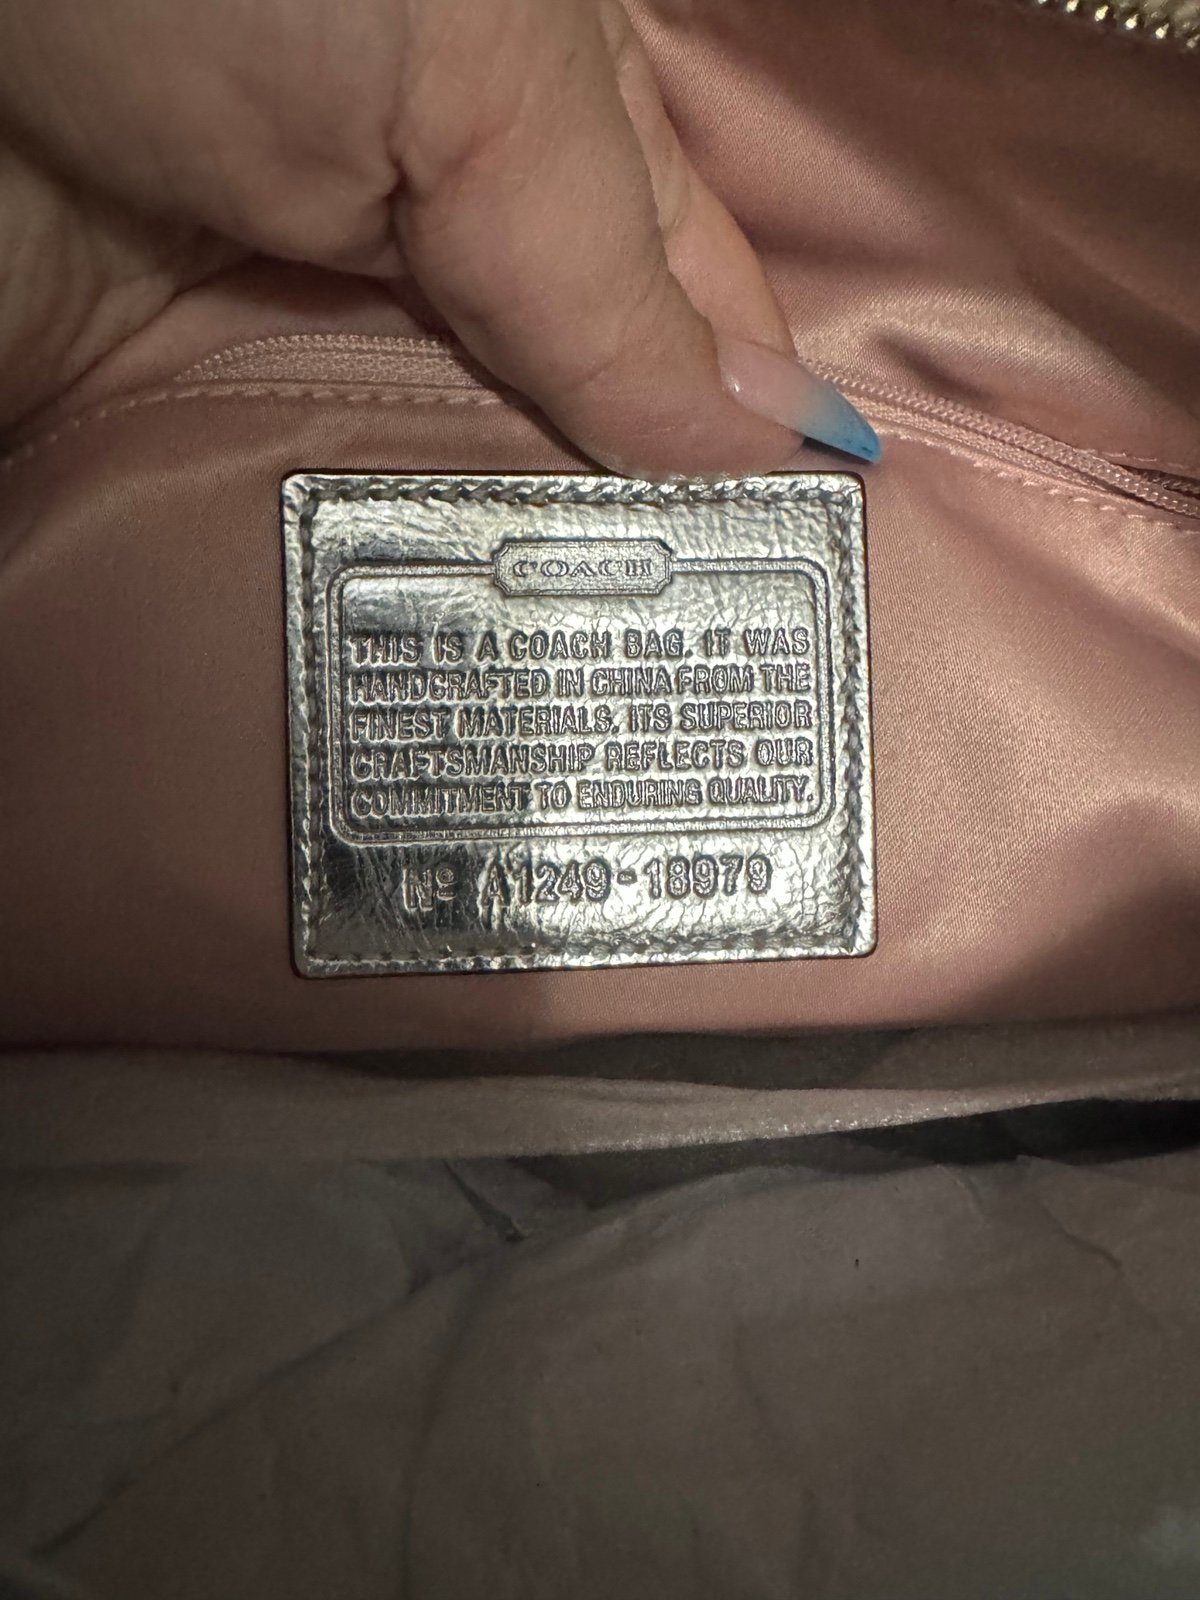 COACH
THIS IS A COACH BAG. IT WAS
HANDCRAFTED IN CHINA FROM THE
FINEST MATERIALS. ITS SUPERIOR
CRAFTSMANSHIP REFLECTS OUR
COMMITMENT TO ENDURING QUALITY.
Nº A1249-18979